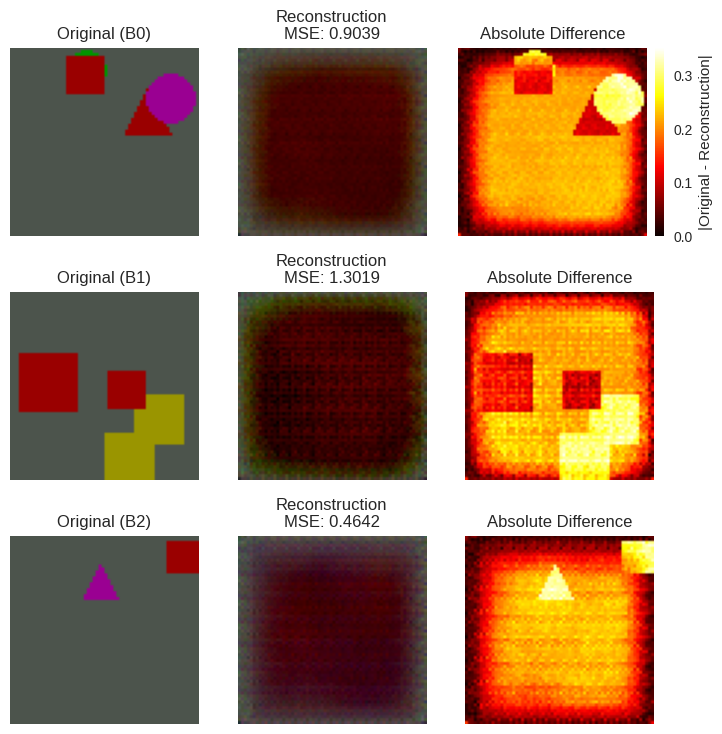 Original (B0)
Reconstruction
MSE: 0.9039
Absolute Difference
0.3
0.2
0.1
0.0
|Original - Reconstruction|
Original (B1)
Reconstruction
MSE: 1.3019
Absolute Difference
Original (B2)
Reconstruction
MSE: 0.4642
Absolute Difference